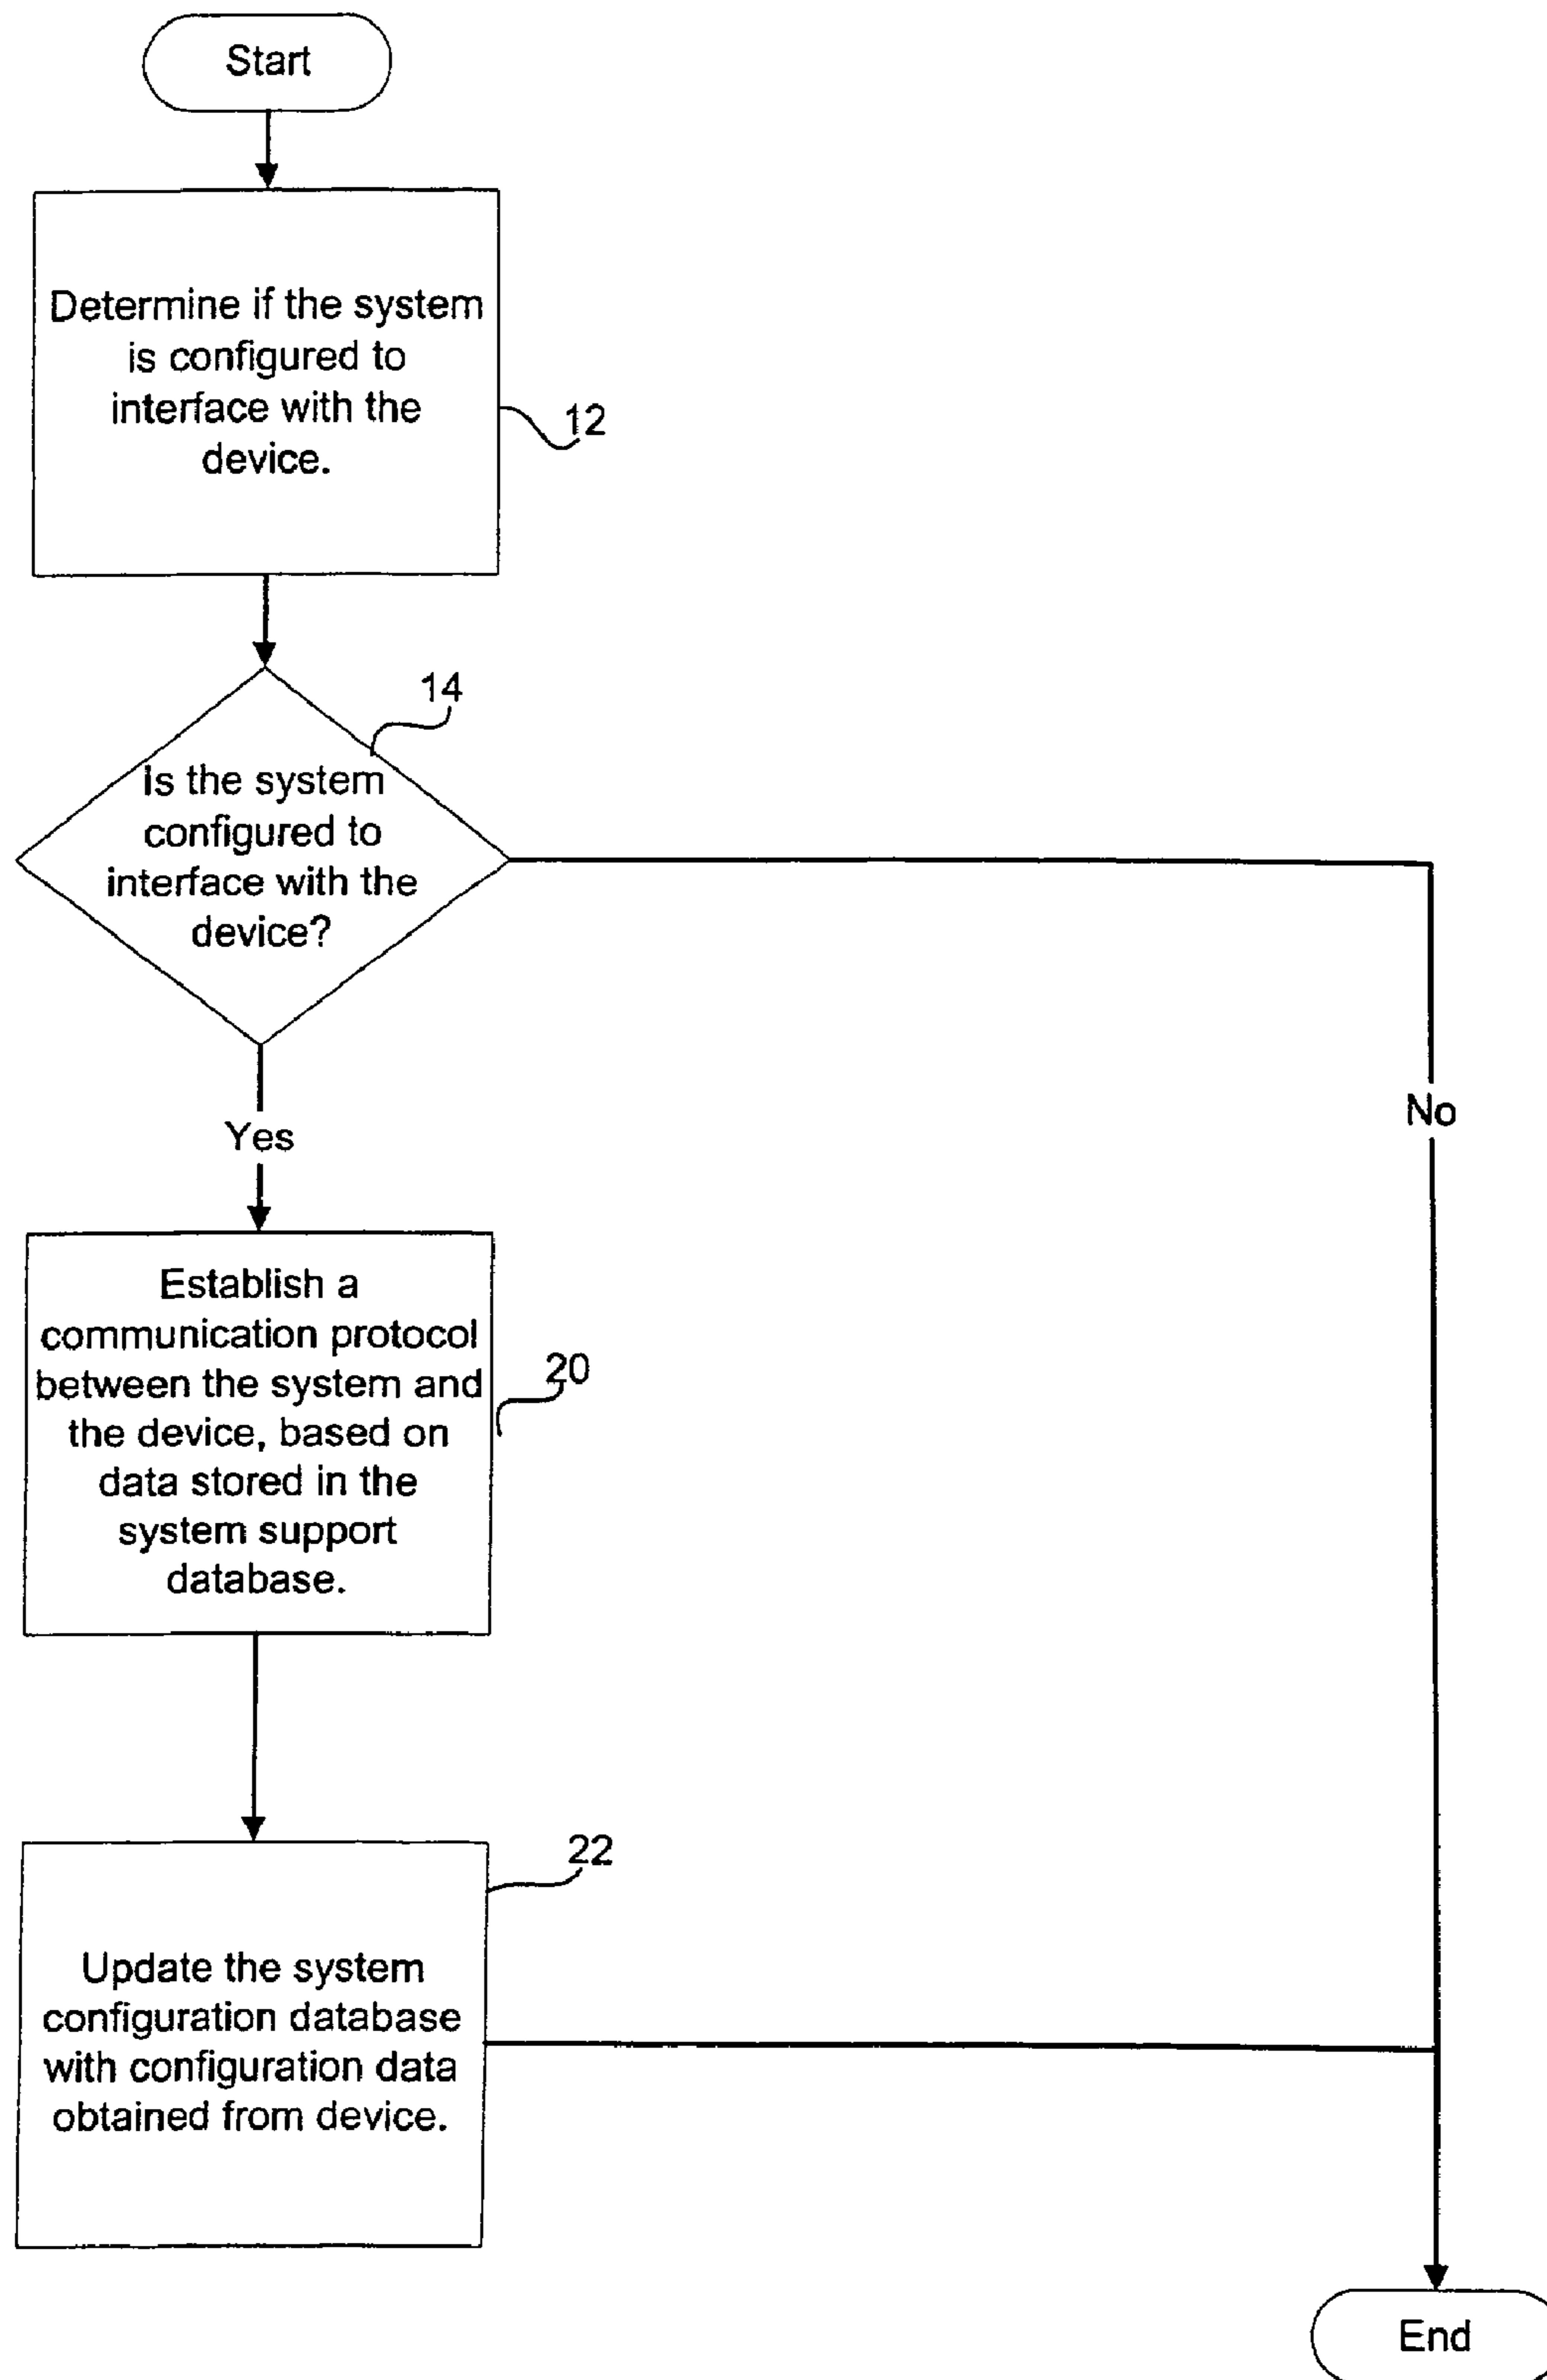 Start
Determine if the system
is configured to
interface with the
device.
12
14
Is the system
configured to
interface with the
device?
No
Yes
Establish a
communication protocol
between the system and
the device, based on
data stored in the
system support
database.
20
22
Update the system
configuration database
with configuration data
obtained from device.
End